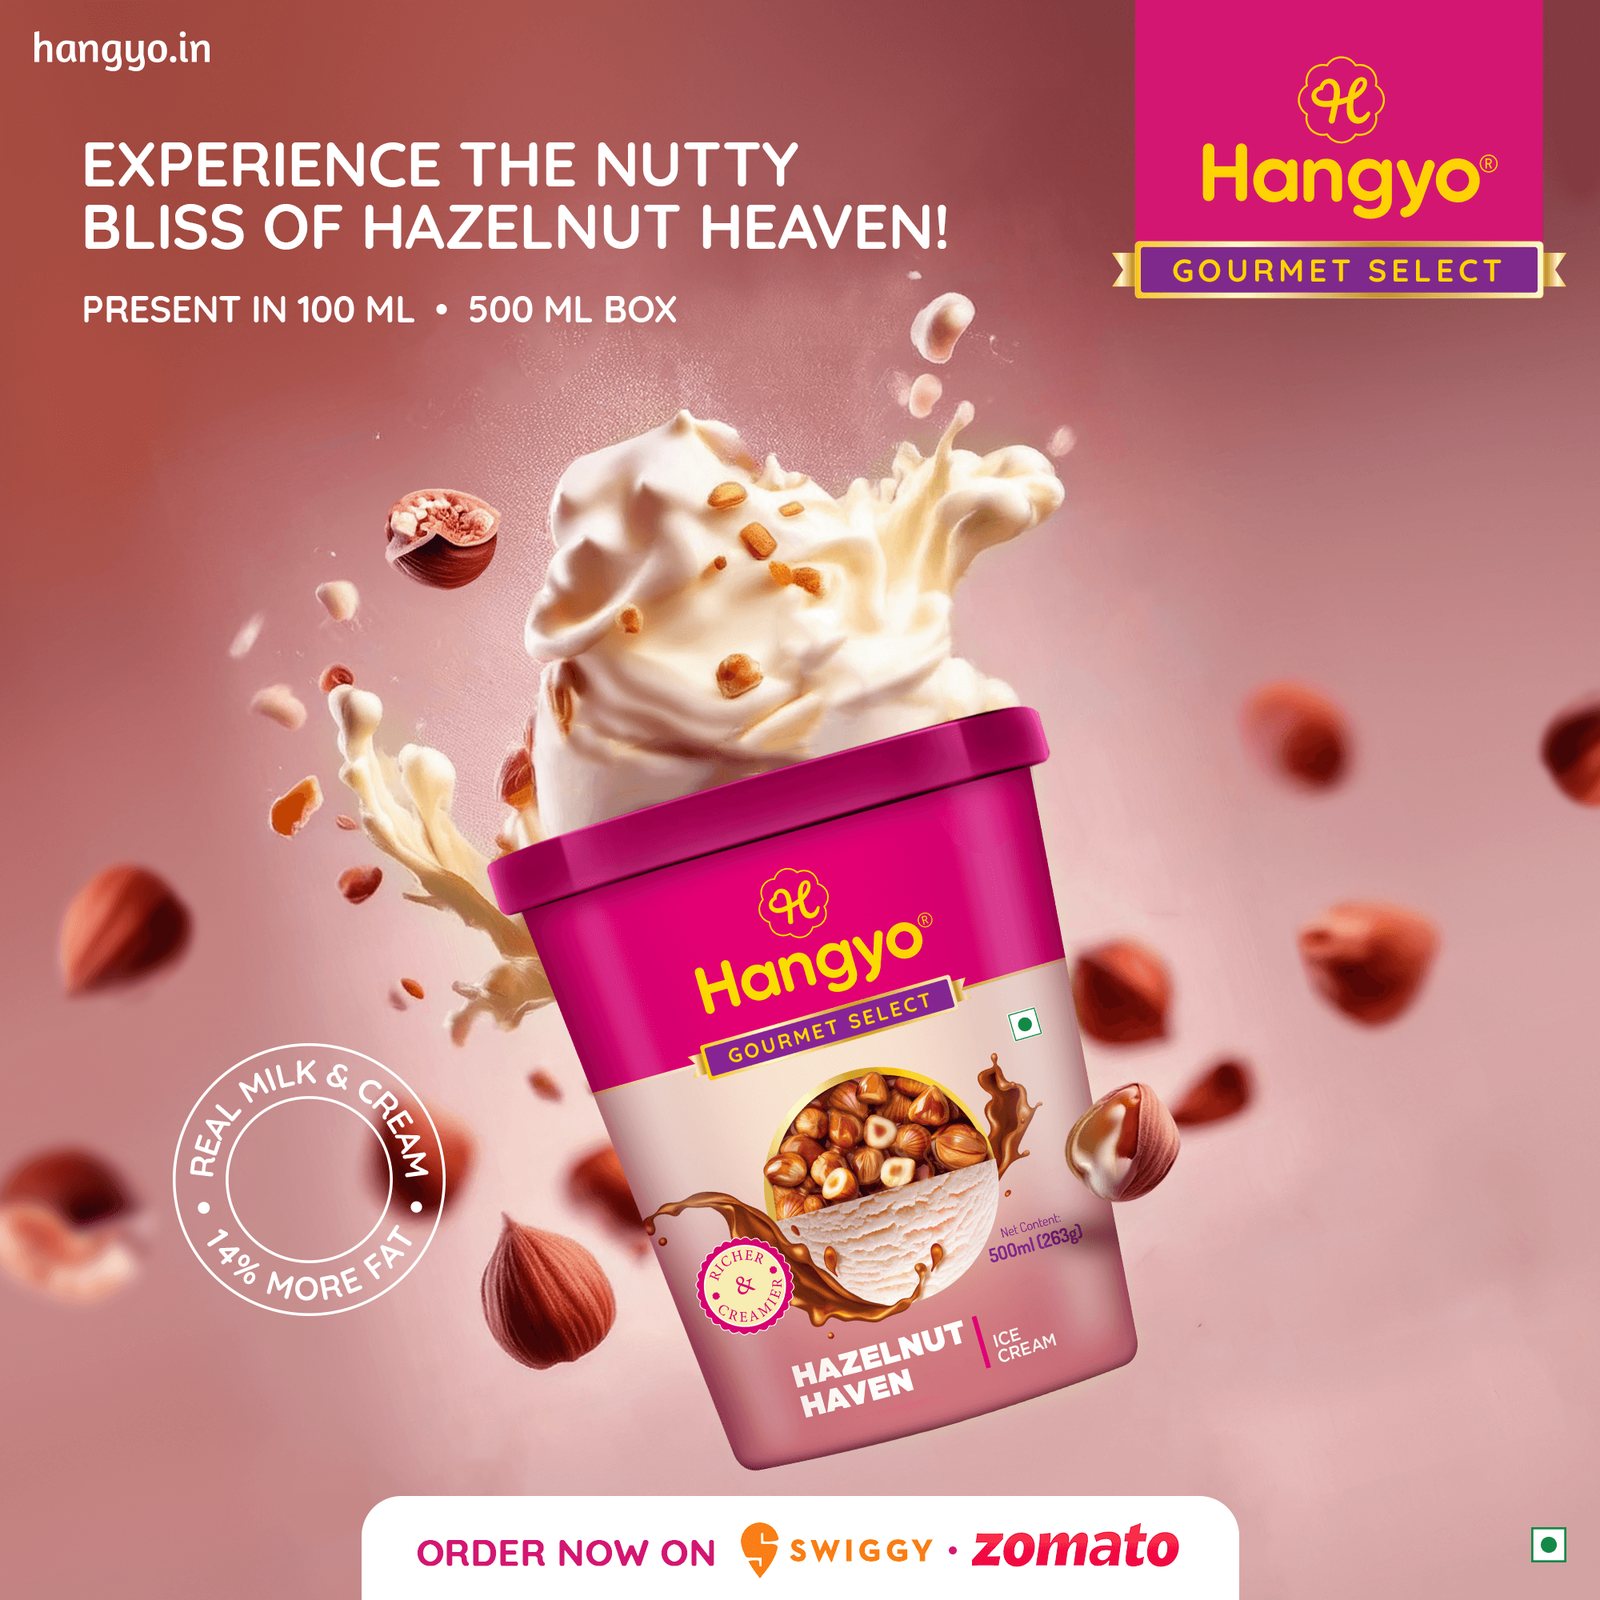 hangyo.in
H
Hangyo®
GOURMET SELECT
EXPERIENCE THE NUTTY
BLISS OF HAZELNUT HEAVEN!
PRESENT IN 100 ML • 500 ML BOX
H
Hangyo®
GOURMET SELECT
REAL MILK & CREAM
• 14% MORE FAT •
Net Content:
500ml (263g)
RICHER
&
CREAMIER
HAZELNUT
HAVEN
ICE
CREAM
ORDER NOW ON SWIGGY • zomato